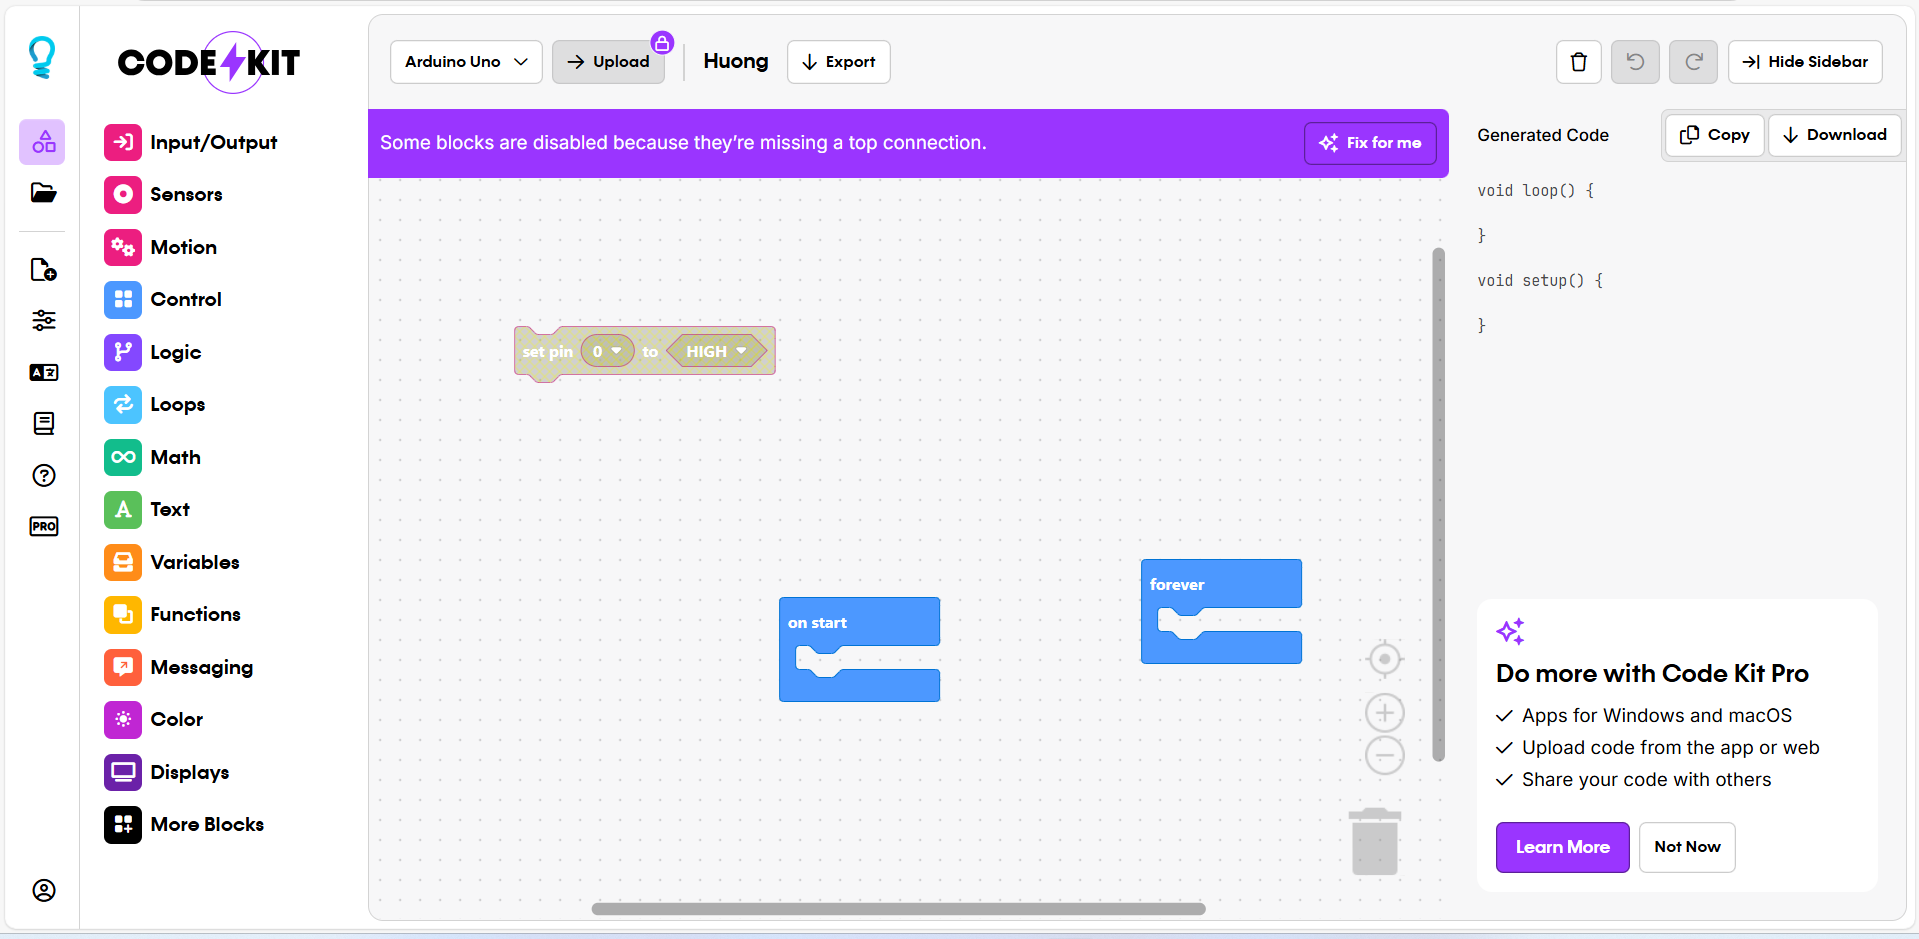 CODE KIT
Arduino Uno
Upload
Huong
Export
Hide Sidebar
Input/Output
Sensors
Motion
Control
Logic
Loops
Math
Text
Variables
Functions
Messaging
Color
Displays
More Blocks
PRO
Some blocks are disabled because they're missing a top connection.
Fix for me
set pin 0 to HIGH
on start
forever
Generated Code
Copy
Download
void loop() {
}
void setup() {
}
Do more with Code Kit Pro
Apps for Windows and macOS
Upload code from the app or web
Share your code with others
Learn More
Not Now